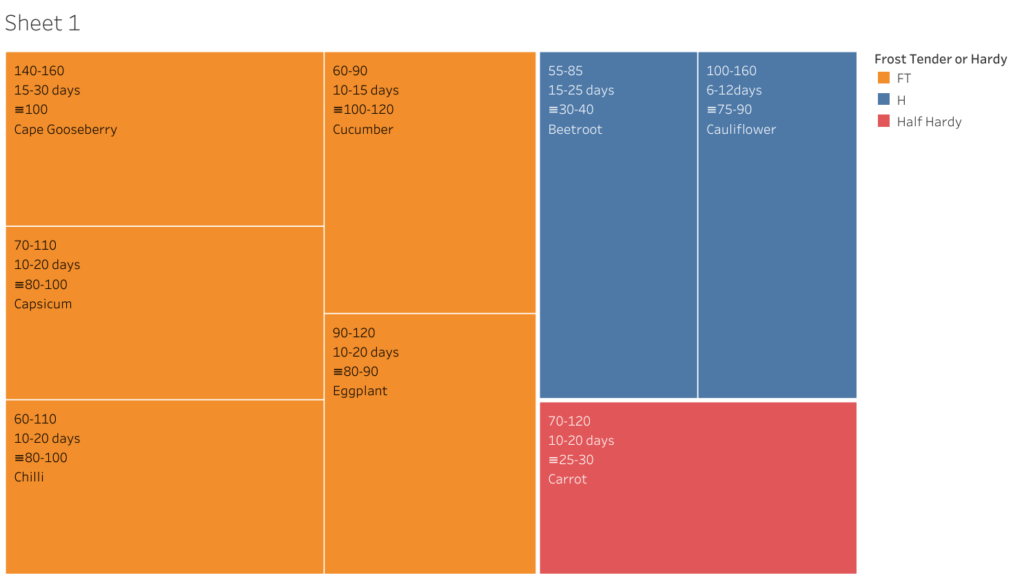 Sheet 1
140-160
15-30 days
≡100
Cape Gooseberry
70-110
10-20 days
≡80-100
Capsicum
60-110
10-20 days
≡80-100
Chilli
60-90
10-15 days
≡100-120
Cucumber
90-120
10-20 days
≡80-90
Eggplant
55-85
15-25 days
≡30-40
Beetroot
100-160
6-12days
≡75-90
Cauliflower
70-120
10-20 days
≡25-30
Carrot
Frost Tender or Hardy
FT
H
Half Hardy